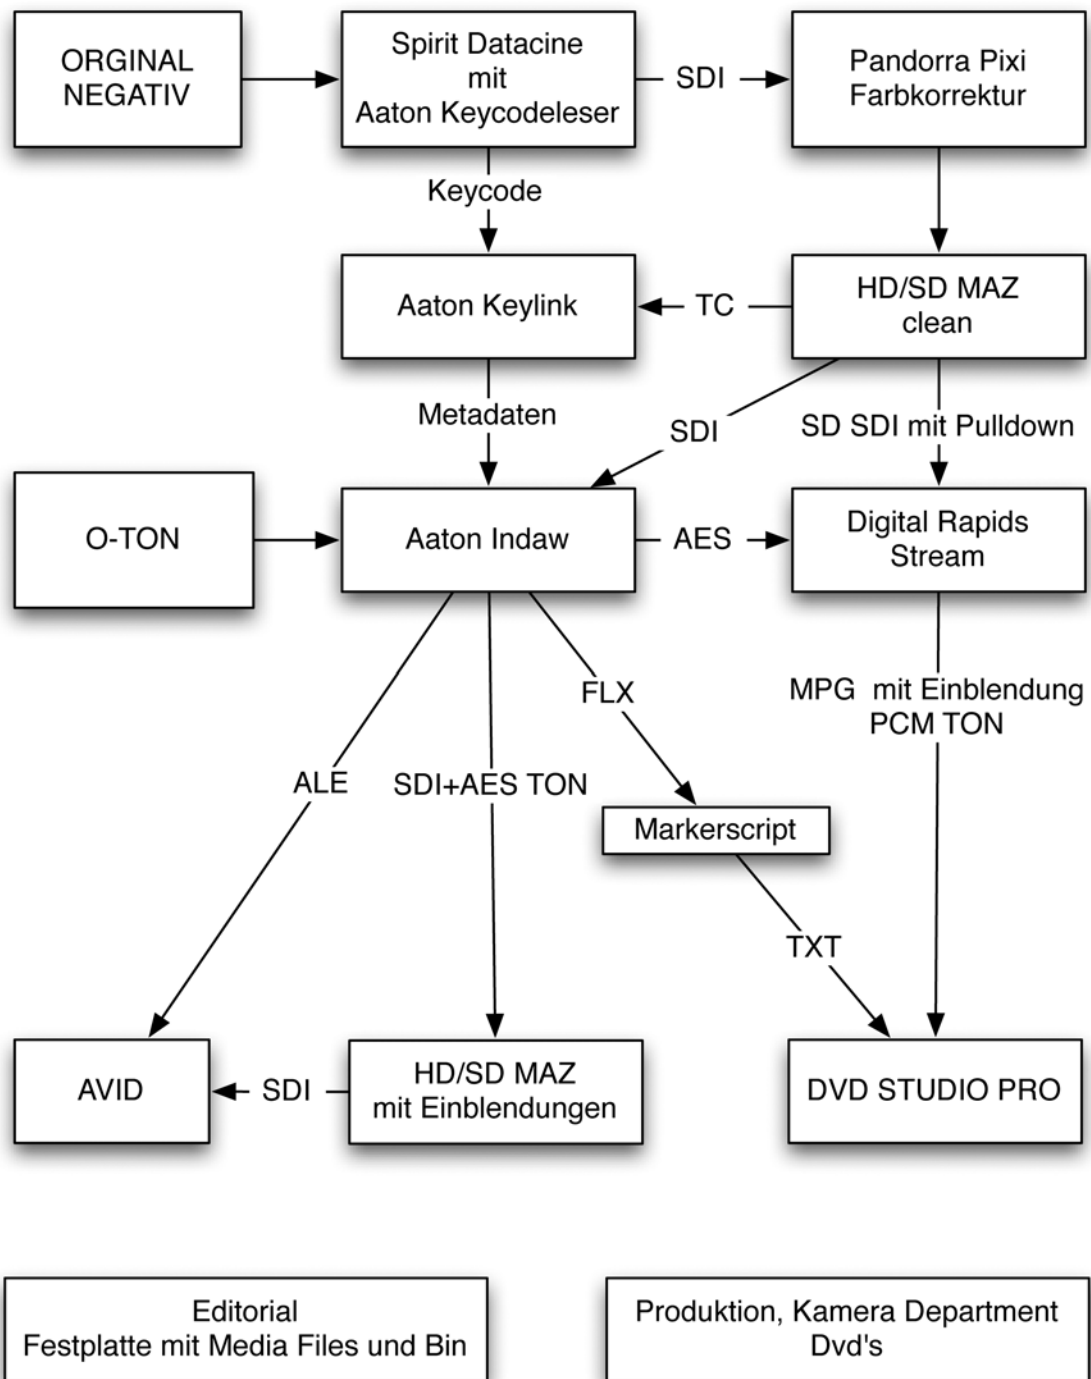 ORGINAL
NEGATIV
Spirit Datacine
mit
Aaton Keycodeleser
SDI
Pandorra Pixi
Farbkorrektur
Keycode
Aaton Keylink
TC
HD/SD MAZ
clean
Metadaten
SDI
SD SDI mit Pulldown
O-TON
Aaton Indaw
AES
Digital Rapids
Stream
FLX
MPG mit Einblendung
PCM TON
ALE
SDI+AES TON
Markerscript
TXT
AVID
SDI
HD/SD MAZ
mit Einblendungen
DVD STUDIO PRO
Editorial
Festplatte mit Media Files und Bin
Produktion, Kamera Department
Dvd's